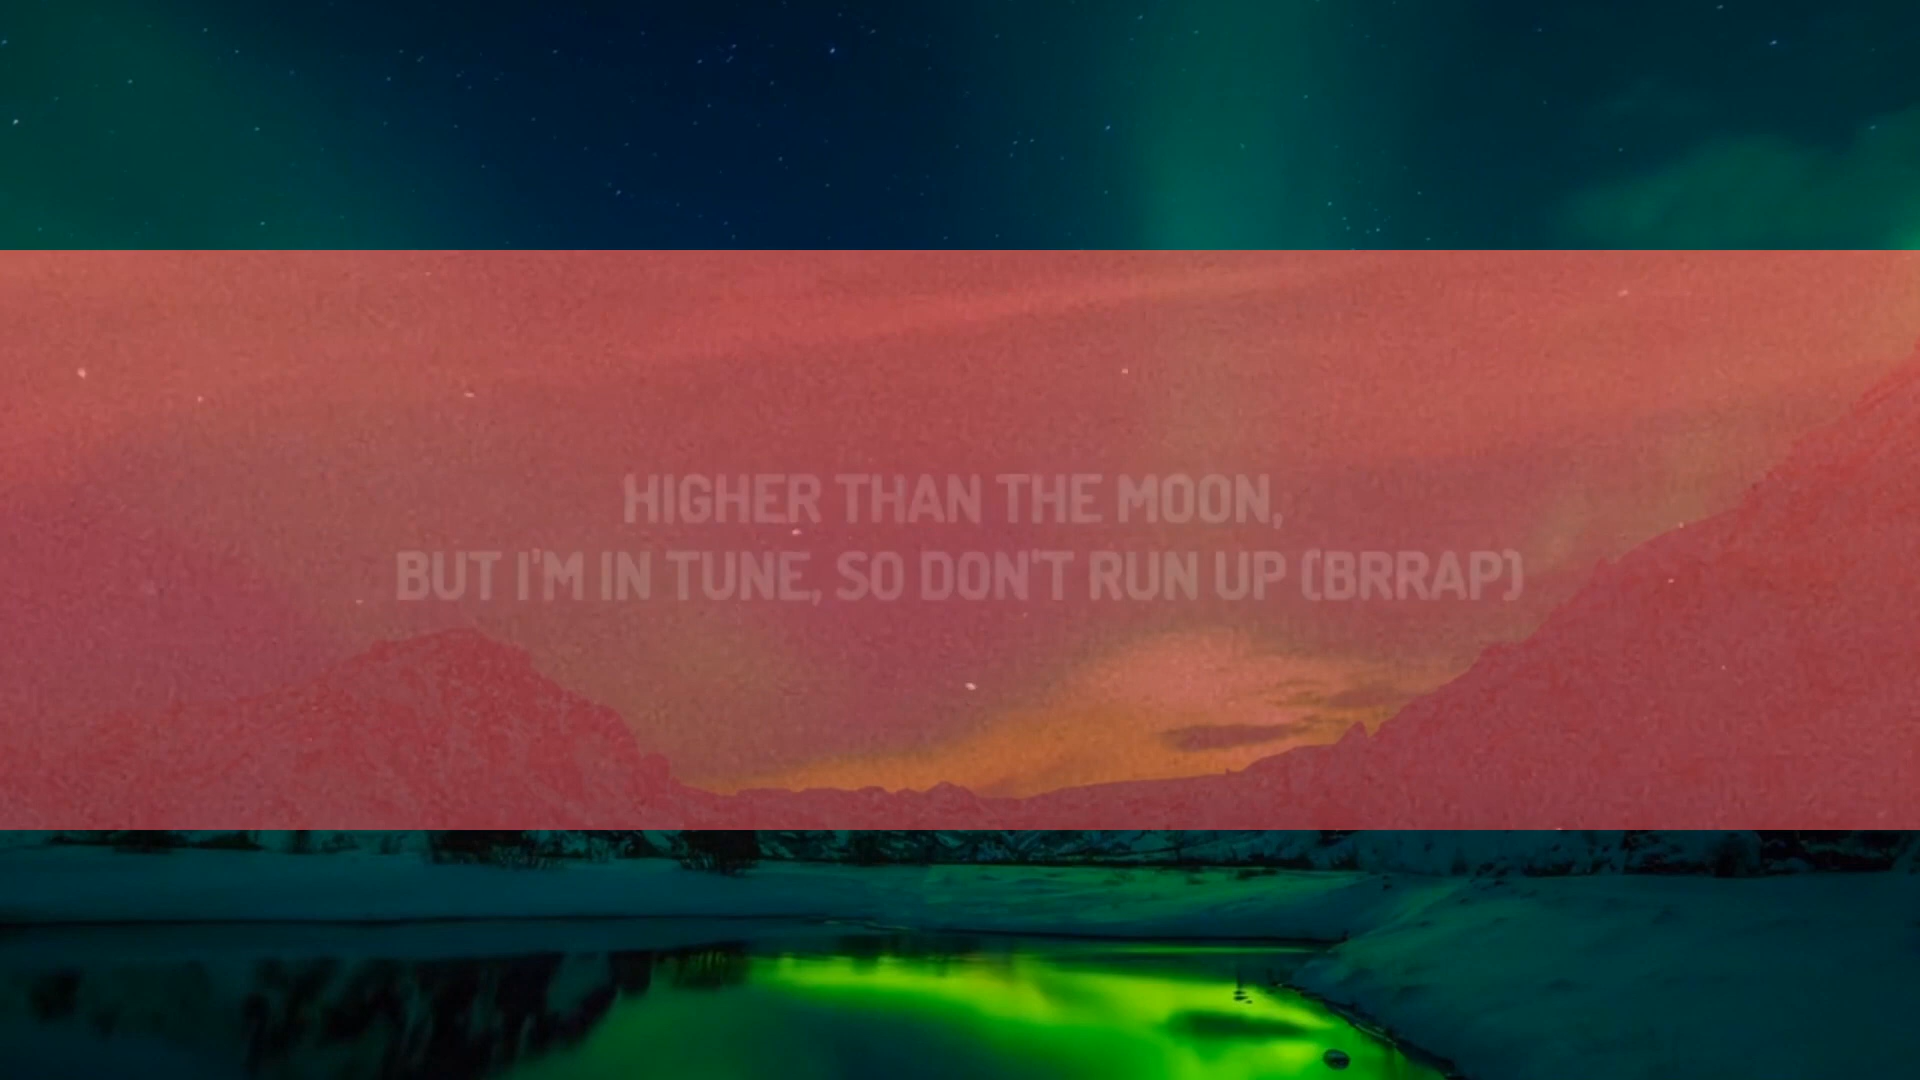 HIGHER THAN THE MOON,
BUT I'M IN TUNE, SO DON'T RUN UP (BRRAP)